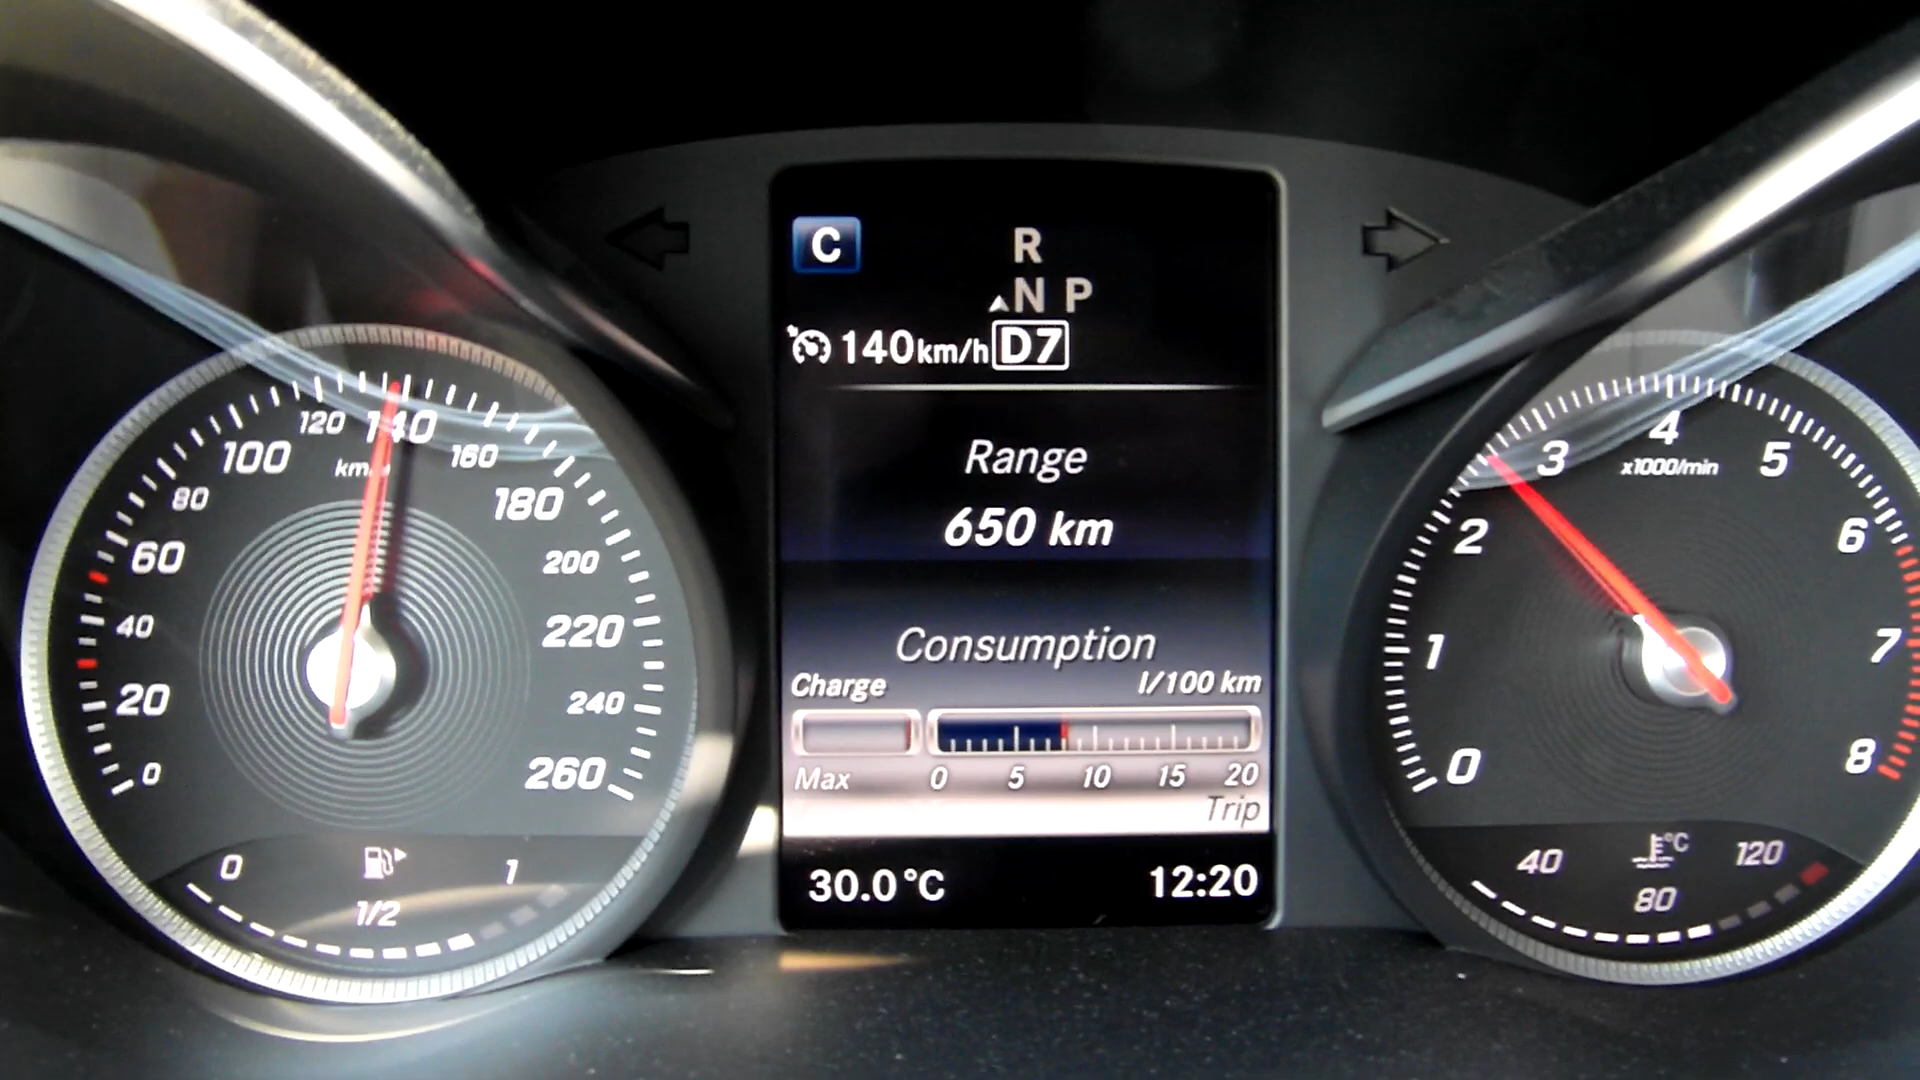 C
R
N P
140km/h D7
Range
650 km
Consumption
Charge
l/100 km
Max
0 5 10 15 20
Trip
30.0°C
12:20
0
20
40
60
80
100
120
140
160
180
200
220
240
260
0
1/2
1
0
1
2
3
4
5
6
7
8
x1000/min
40
80
120
°C